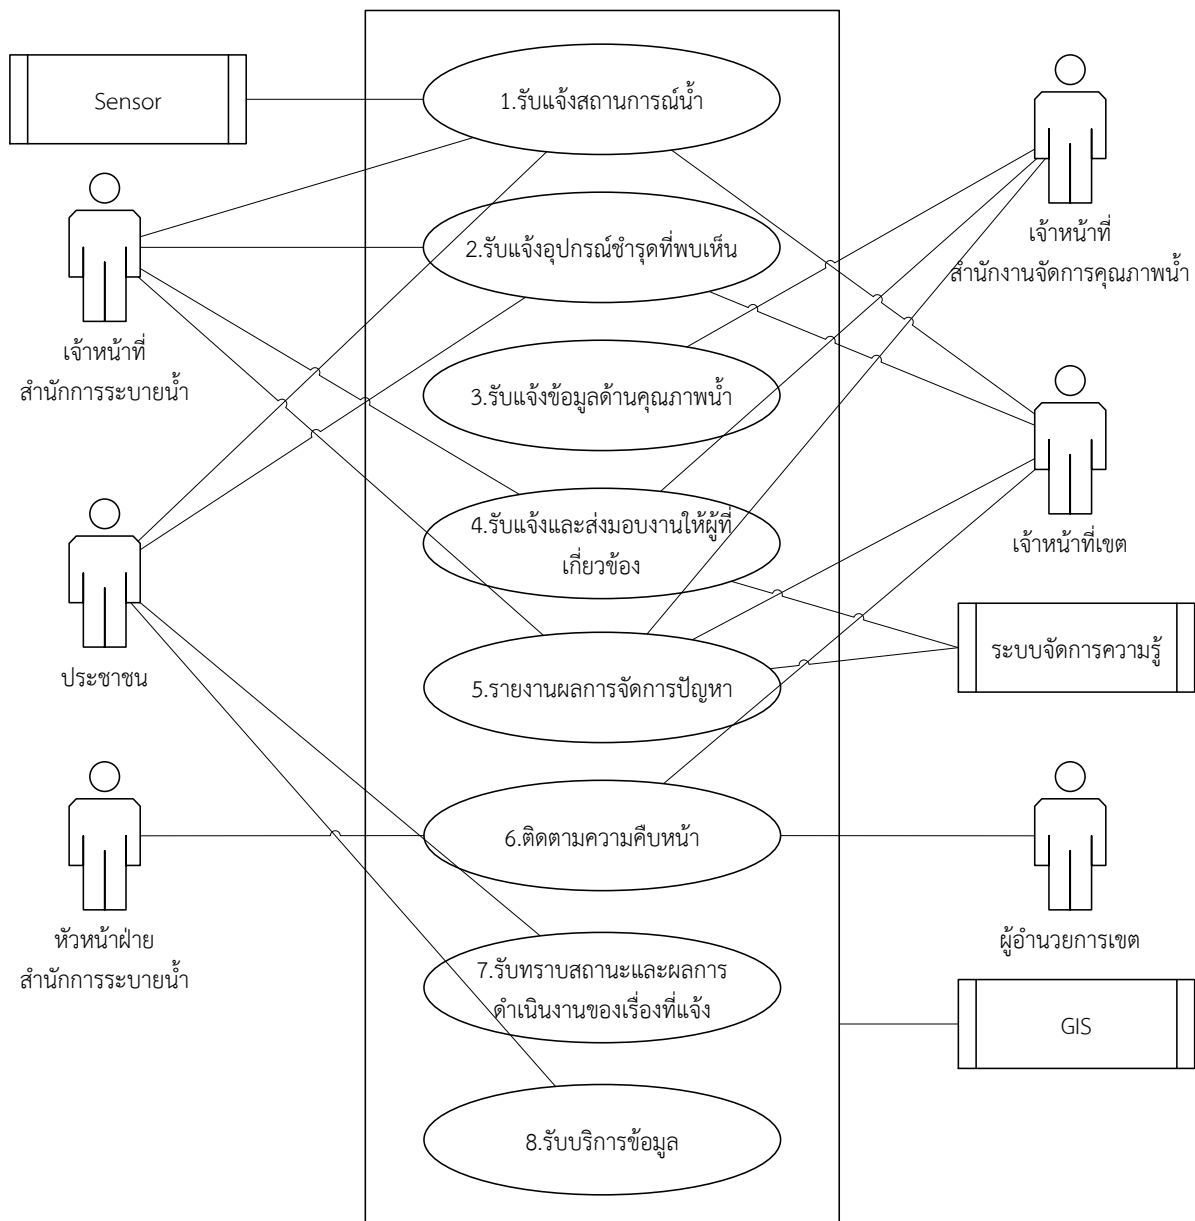 Sensor
1.รับแจ้งสถานการณ์น้ำ
เจ้าหน้าที่
สำนักงานจัดการคุณภาพน้ำ
2.รับแจ้งอุปกรณ์ชำรุดที่พบเห็น
เจ้าหน้าที่
สำนักการระบายน้ำ
3.รับแจ้งข้อมูลด้านคุณภาพน้ำ
4.รับแจ้งและส่งมอบงานให้ผู้ที่
เกี่ยวข้อง
เจ้าหน้าที่เขต
ประชาชน
5.รายงานผลการจัดการปัญหา
ระบบจัดการความรู้
6.ติดตามความคืบหน้า
หัวหน้าฝ่าย
สำนักการระบายน้ำ
ผู้อำนวยการเขต
7.รับทราบสถานะและผลการ
ดำเนินงานของเรื่องที่แจ้ง
GIS
8.รับบริการข้อมูล